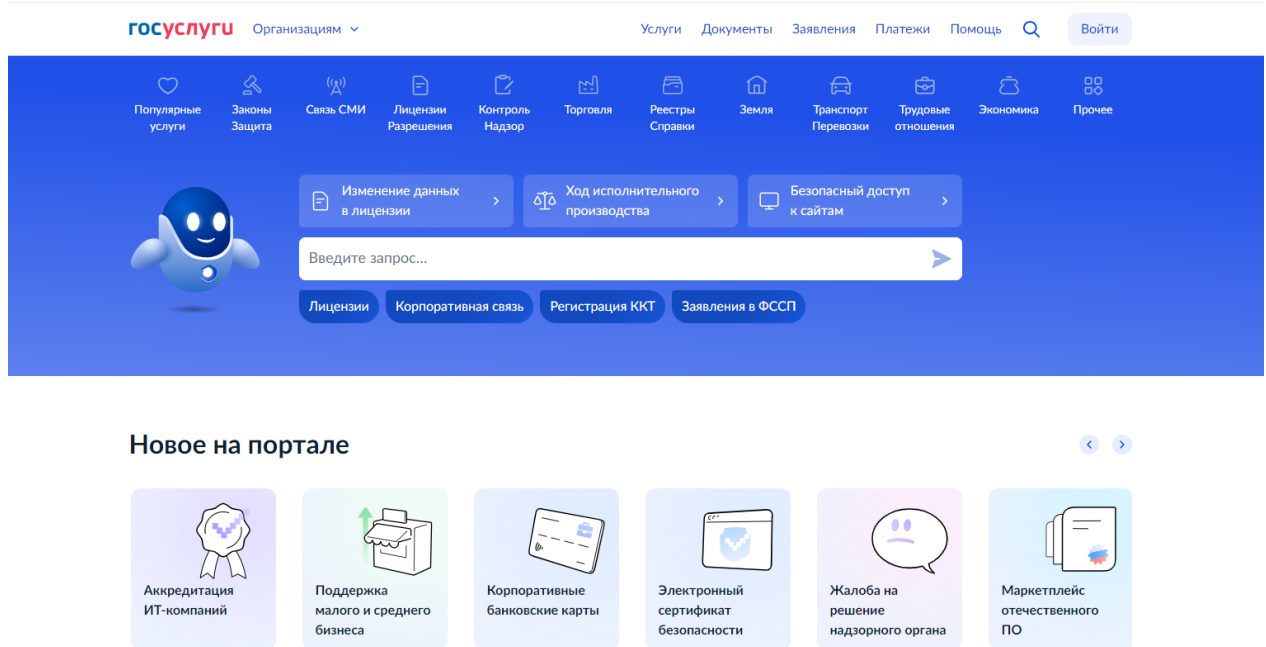 госуслуги Организациям Услуги Документы Заявления Платежи Помощь Войти
Популярные услуги
Законы Защита
Связь СМИ
Лицензии Разрешения
Контроль Надзор
Торговля
Реестры Справки
Земля
Транспорт Перевозки
Трудовые отношения
Экономика
Прочее
Изменение данных
в лицензии
Ход исполнительного
производства
Безопасный доступ
к сайтам
Введите запрос...
Лицензии Корпоративная связь Регистрация ККТ Заявления в ФССП
Новое на портале
Аккредитация
ИТ-компаний
Поддержка
малого и среднего
бизнеса
Корпоративные
банковские карты
Электронный
сертификат
безопасности
Жалоба на
решение
надзорного органа
Маркетплейс
отечественного
ПО